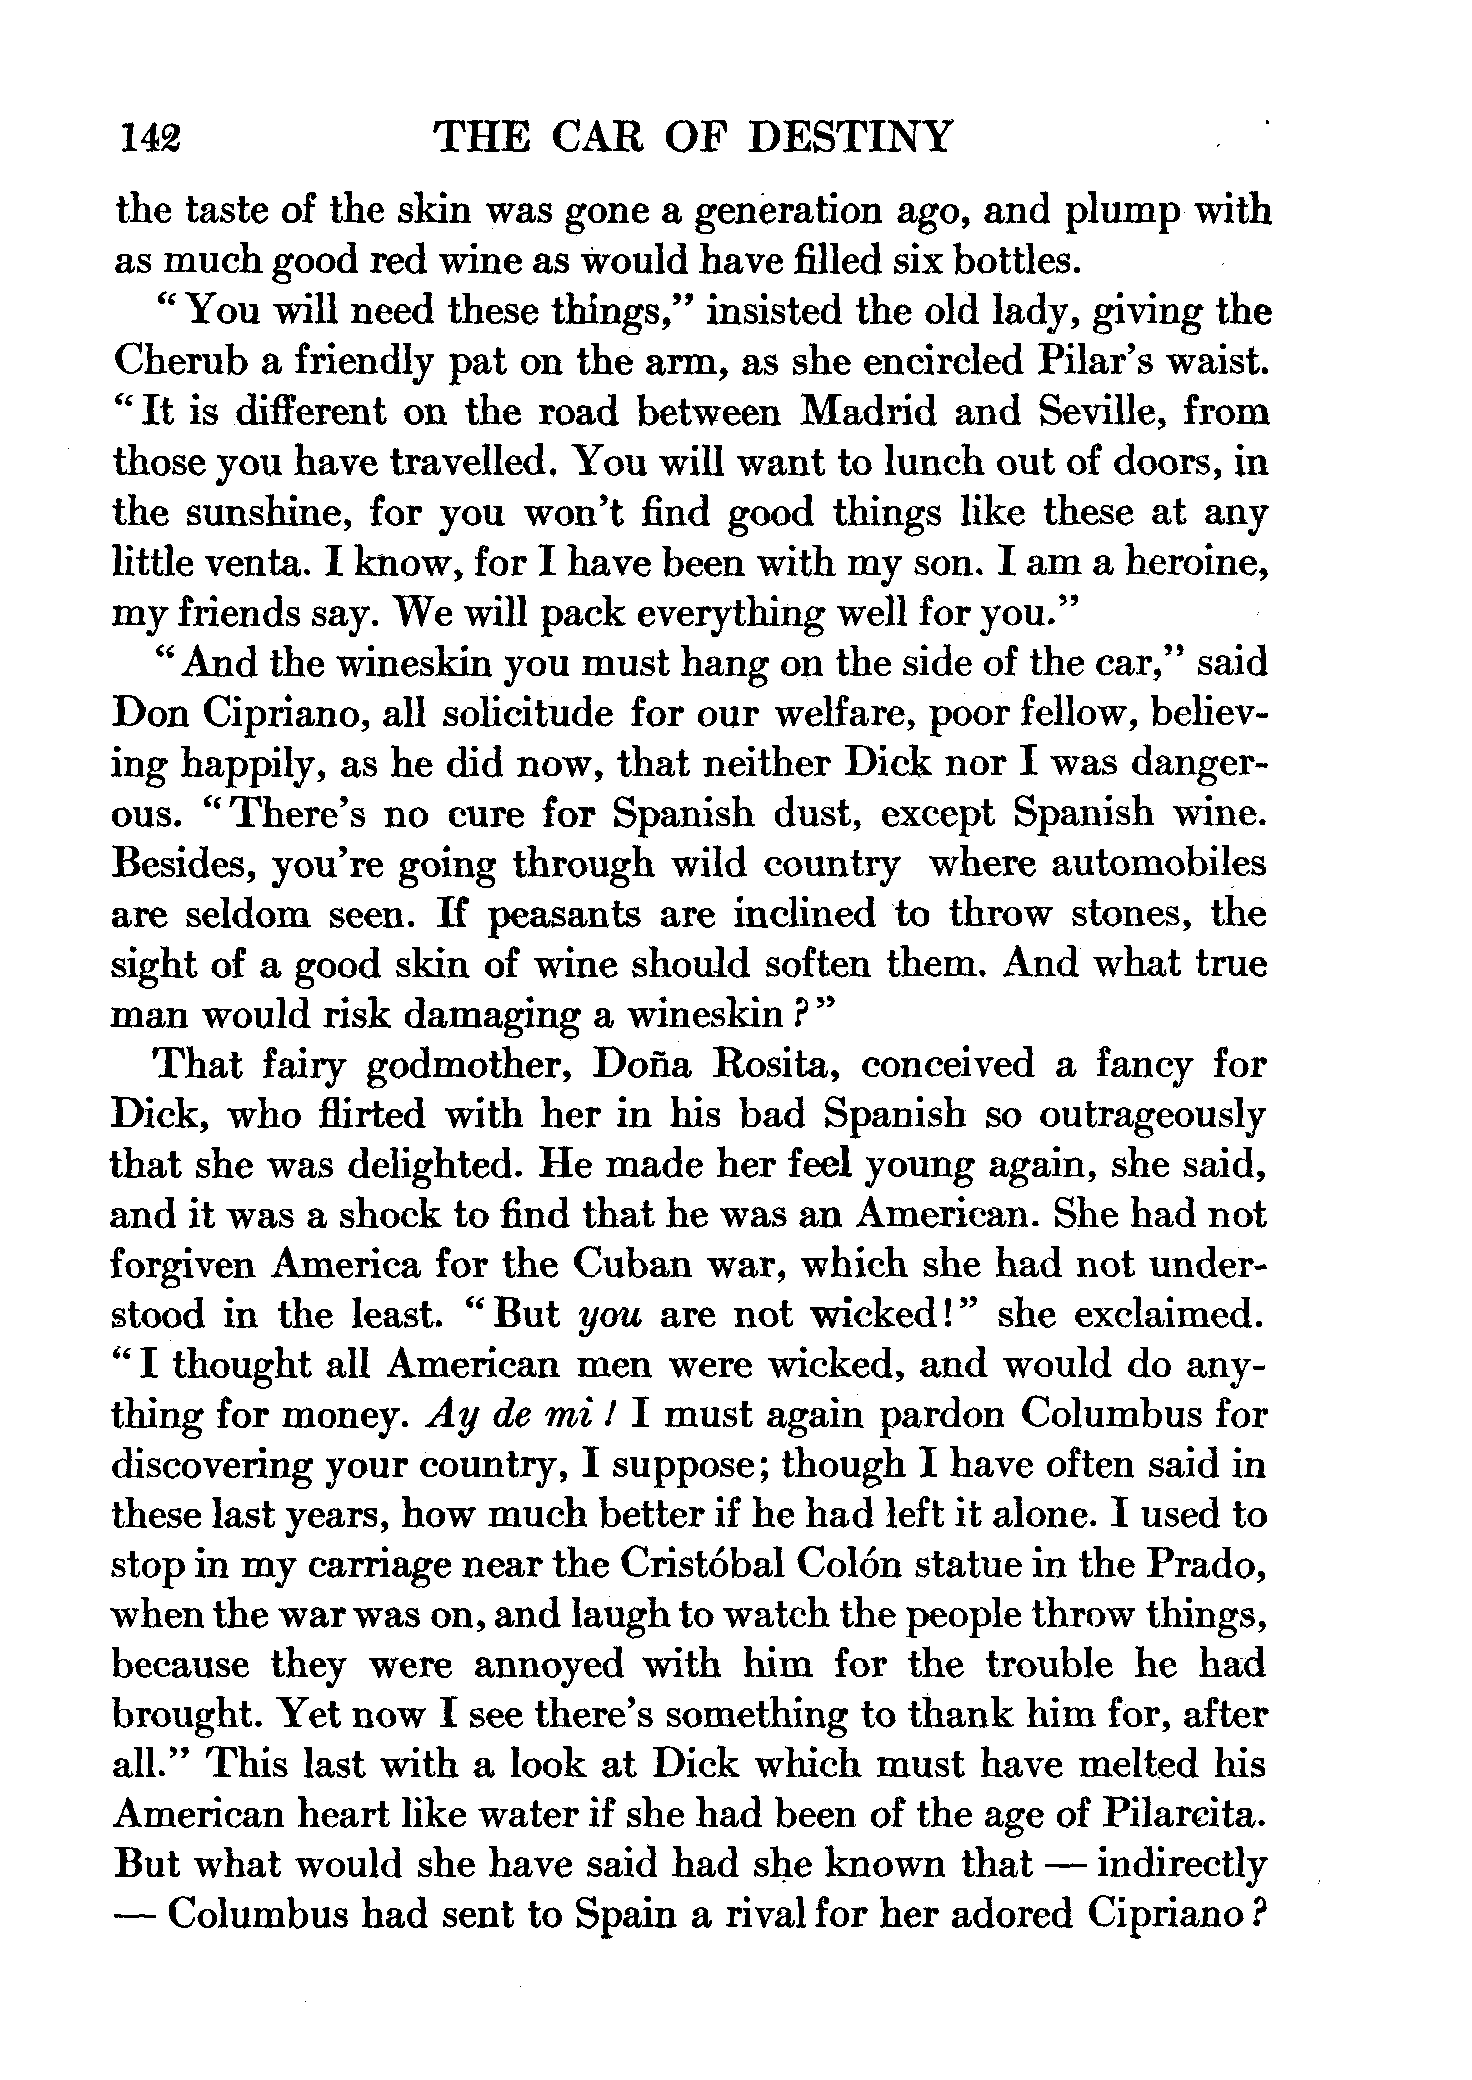 142 THE CAR OF DESTINY
the taste of the skin was gone a generation ago, and plump with
as much good red wine as would have filled six bottles.
“You will need these things,” insisted the old lady, giving the
Cherub a friendly pat on the arm, as she encircled Pilar’s waist.
“It is different on the road between Madrid and Seville, from
those you have travelled. You will want to lunch out of doors, in
the sunshine, for you won’t find good things like these at any
little venta. I know, for I have been with my son. I am a heroine,
my friends say. We will pack everything well for you.”
“And the wineskin you must hang on the side of the car,” said
Don Cipriano, all solicitude for our welfare, poor fellow, believ-
ing happily, as he did now, that neither Dick nor I was danger-
ous. “There’s no cure for Spanish dust, except Spanish wine.
Besides, you’re going through wild country where automobiles
are seldom seen. If peasants are inclined to throw stones, the
sight of a good skin of wine should soften them. And what true
man would risk damaging a wineskin?”
That fairy godmother, Doña Rosita, conceived a fancy for
Dick, who flirted with her in his bad Spanish so outrageously
that she was delighted. He made her feel young again, she said,
and it was a shock to find that he was an American. She had not
forgiven America for the Cuban war, which she had not under-
stood in the least. “But you are not wicked!” she exclaimed.
“I thought all American men were wicked, and would do any-
thing for money. Ay de mi! I must again pardon Columbus for
discovering your country, I suppose; though I have often said in
these last years, how much better if he had left it alone. I used to
stop in my carriage near the Cristóbal Colón statue in the Prado,
when the war was on, and laugh to watch the people throw things,
because they were annoyed with him for the trouble he had
brought. Yet now I see there’s something to thank him for, after
all.” This last with a look at Dick which must have melted his
American heart like water if she had been of the age of Pilarcita.
But what would she have said had she known that — indirectly
— Columbus had sent to Spain a rival for her adored Cipriano?